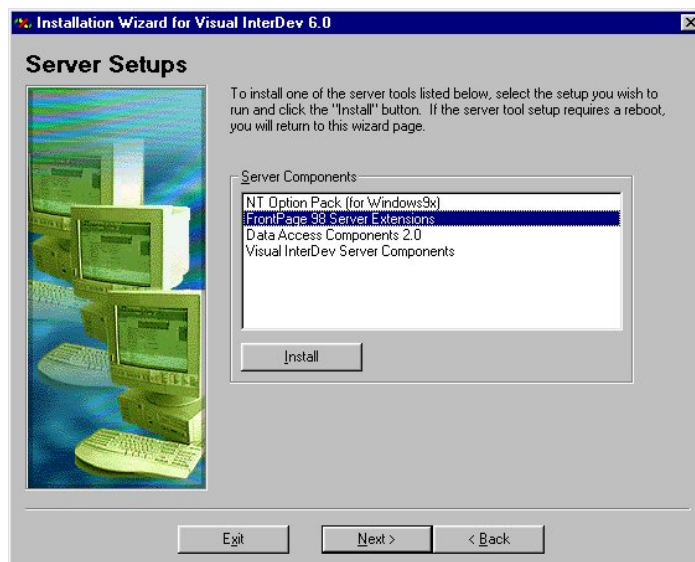 Installation Wizard for Visual InterDev 6.0
Server Setups
To install one of the server tools listed below, select the setup you wish to
run and click the "Install" button. If the server tool setup requires a reboot,
you will return to this wizard page.
Server Components
NT Option Pack (for Windows9x)
FrontPage 98 Server Extensions
Data Access Components 2.0
Visual InterDev Server Components
Install
Exit
Next >
< Back